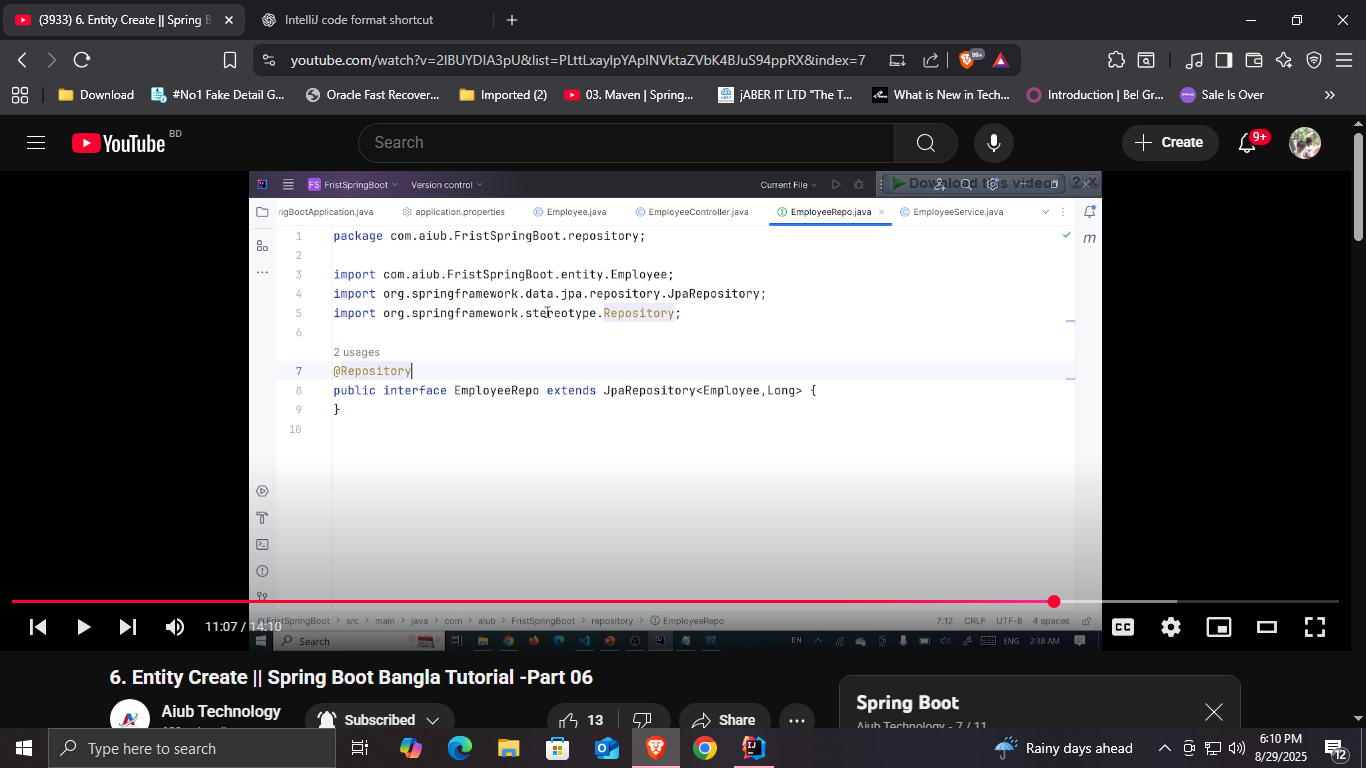 (3933) 6. Entity Create || Spring B
IntelliJ code format shortcut
youtube.com/watch?v=2IBUYDIA3pU&list=PLttLxayIpYApINVktaZVbK4BJuS94ppRX&index=7
99+
Download
#No1 Fake Detail G...
Oracle Fast Recover...
Imported (2)
03. Maven | Spring...
jABER IT LTD "The T...
What is New in Tech...
Introduction | Bel Gr...
Sale Is Over
YouTube BD
Search
Create
9+
FS FristSpringBoot
Version control
Current File
Download this video
ngBootApplication.java
application.properties
Employee.java
EmployeeController.java
EmployeeRepo.java
EmployeeService.java
1 package com.aiub.FristSpringBoot.repository;
2
3 import com.aiub.FristSpringBoot.entity.Employee;
4 import org.springframework.data.jpa.repository.JpaRepository;
5 import org.springframework.stereotype.Repository;
6
2 usages
7 @Repository
8 public interface EmployeeRepo extends JpaRepository<Employee,Long> {
9 }
10
FristSpringBoot > src > main > java > com > aiub > FristSpringBoot > repository > EmployeeRepo
7:12 CRLF UTF-8 4 spaces
Search
EN
ENG
2:38 AM
11:07 / 14:10
CC
6. Entity Create || Spring Boot Bangla Tutorial -Part 06
Aiub Technology
Subscribed
13
Share
Spring Boot
Aiub Technology - 7 / 11
Type here to search
Rainy days ahead
6:10 PM
8/29/2025
12